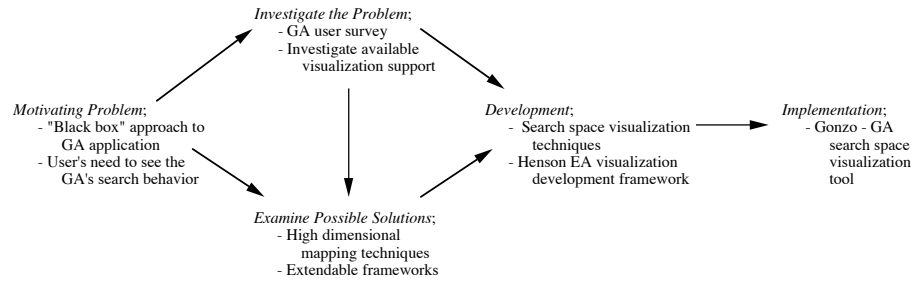 Investigate the Problem;
- GA user survey
- Investigate available
visualization support
Motivating Problem;
- "Black box" approach to
GA application
- User's need to see the
GA's search behavior
Development;
- Search space visualization
techniques
- Henson EA visualization
development framework
Implementation;
- Gonzo - GA
search space
visualization
tool
Examine Possible Solutions;
- High dimensional
mapping techniques
- Extendable frameworks